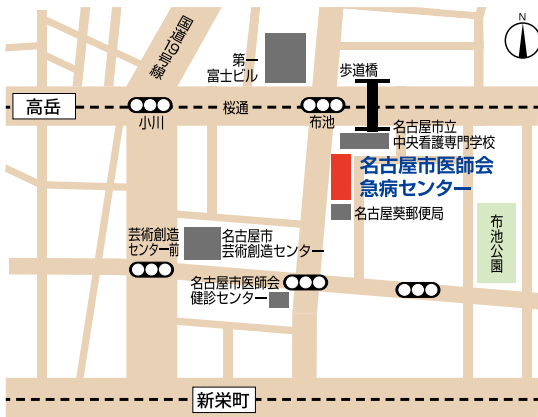 N
国道19号線
第一
富士ビル
歩道橋
高岳
小川
桜通
布池
名古屋市立
中央看護専門学校
名古屋市医師会
急病センター
名古屋葵郵便局
芸術創造
センター前
名古屋市
芸術創造センター
布池公園
名古屋市医師会
健診センター
新栄町